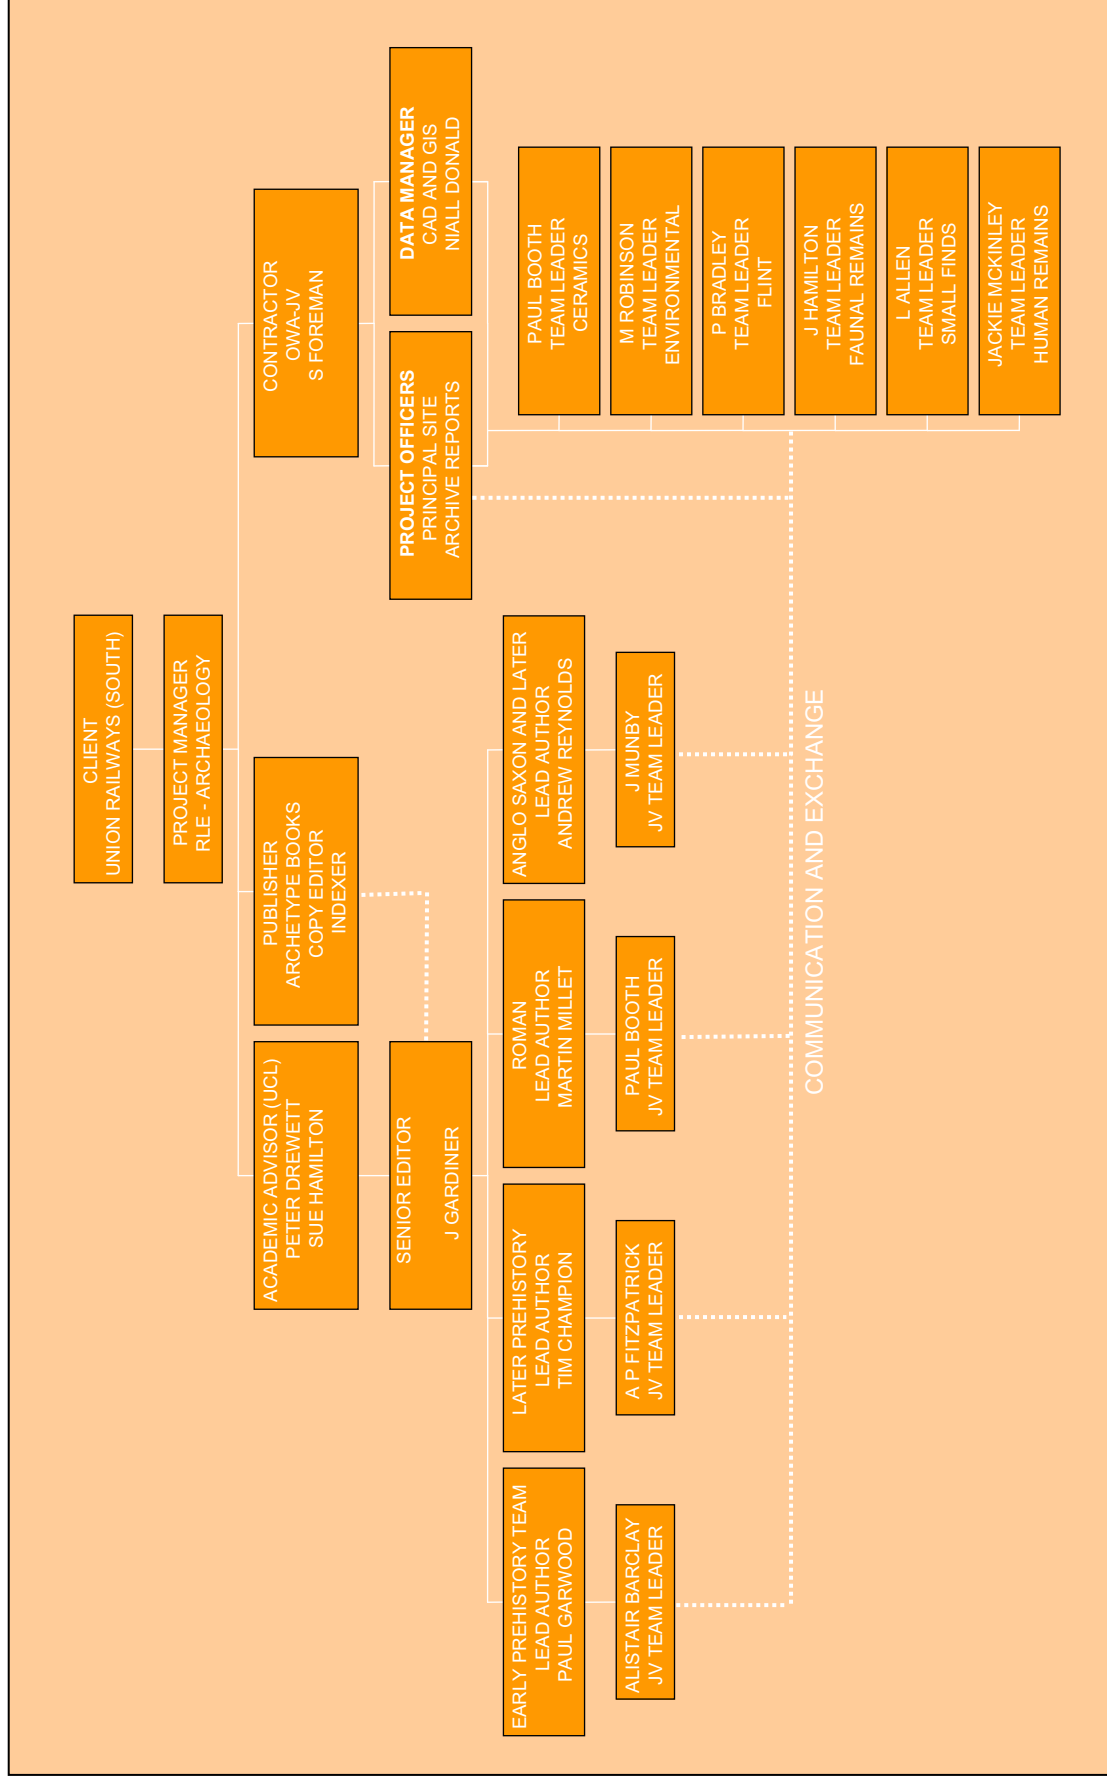 CLIENT
UNION RAILWAYS (SOUTH)
PROJECT MANAGER
RLE - ARCHAEOLOGY
ACADEMIC ADVISOR (UCL)
PETER DREWETT
SUE HAMILTON
PUBLISHER
ARCHETYPE BOOKS
COPY EDITOR
INDEXER
CONTRACTOR
OWA-JV
S FOREMAN
SENIOR EDITOR
J GARDINER
PROJECT OFFICERS
PRINCIPAL SITE
ARCHIVE REPORTS
DATA MANAGER
CAD AND GIS
NIALL DONALD
EARLY PREHISTORY TEAM
LEAD AUTHOR
PAUL GARWOOD
LATER PREHISTORY
LEAD AUTHOR
TIM CHAMPION
ROMAN
LEAD AUTHOR
MARTIN MILLET
ANGLO SAXON AND LATER
LEAD AUTHOR
ANDREW REYNOLDS
ALISTAIR BARCLAY
JV TEAM LEADER
A P FITZPATRICK
JV TEAM LEADER
PAUL BOOTH
JV TEAM LEADER
J MUNBY
JV TEAM LEADER
PAUL BOOTH
TEAM LEADER
CERAMICS
M ROBINSON
TEAM LEADER
ENVIRONMENTAL
P BRADLEY
TEAM LEADER
FLINT
J HAMILTON
TEAM LEADER
FAUNAL REMAINS
L ALLEN
TEAM LEADER
SMALL FINDS
JACKIE MCKINLEY
TEAM LEADER
HUMAN REMAINS
COMMUNICATION AND EXCHANGE